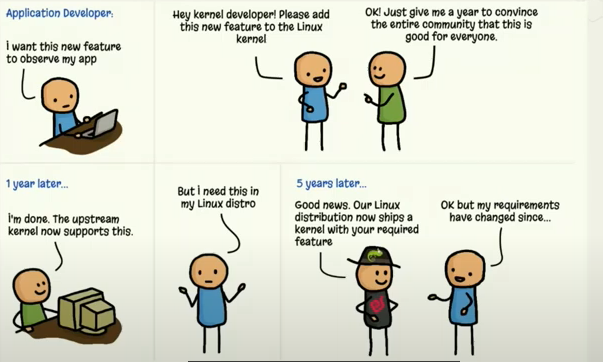 Application Developer:
i want this new feature
to observe my app
Hey kernel developer! Please add
this new feature to the Linux
kernel
OK! Just give me a year to convince
the entire community that this is
good for everyone.
1 year later...
i'm done. The upstream
kernel now supports this.
But i need this in
my Linux distro
5 years later...
Good news. Our Linux
distribution now ships a
kernel with your required
feature
OK but my requirements
have changed since...